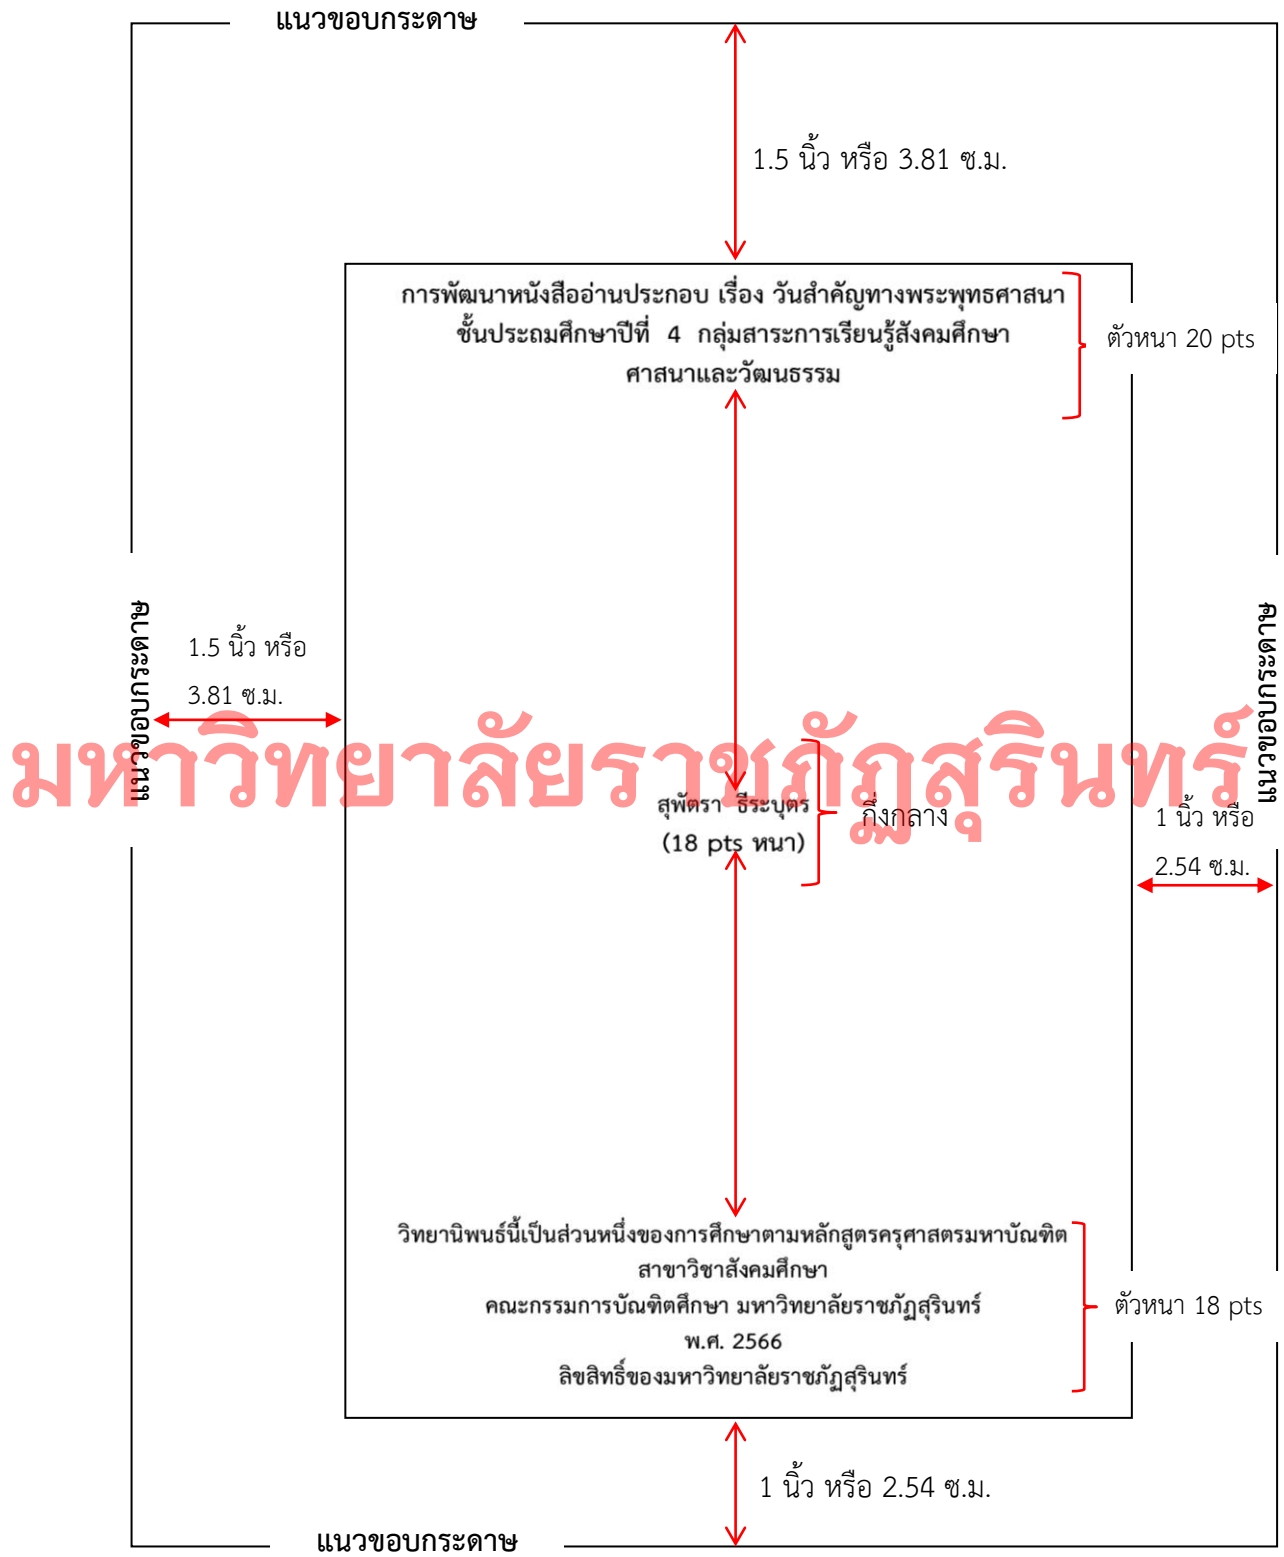 แนวขอบกระดาษ
1.5 นิ้ว หรือ 3.81 ซ.ม.
การพัฒนาหนังสืออ่านประกอบ เรื่อง วันสำคัญทางพระพุทธศาสนา
ชั้นประถมศึกษาปีที่ 4 กลุ่มสาระการเรียนรู้สังคมศึกษา
ศาสนาและวัฒนธรรม
ตัวหนา 20 pts
แนวขอบกระดาษ
1.5 นิ้ว หรือ
3.81 ซ.ม.
แนวขอบกระดาษ
มหาวิทยาลัยราชภัฏสุรินทร์
สุพัตรา ธีระบุตร
(18 pts หนา)
กึ่งกลาง
1 นิ้ว หรือ
2.54 ซ.ม.
วิทยานิพนธ์นี้เป็นส่วนหนึ่งของการศึกษาตามหลักสูตรครุศาสตรมหาบัณฑิต
สาขาวิชาสังคมศึกษา
คณะกรรมการบัณฑิตศึกษา มหาวิทยาลัยราชภัฏสุรินทร์
พ.ศ. 2566
ลิขสิทธิ์ของมหาวิทยาลัยราชภัฏสุรินทร์
ตัวหนา 18 pts
1 นิ้ว หรือ 2.54 ซ.ม.
แนวขอบกระดาษ